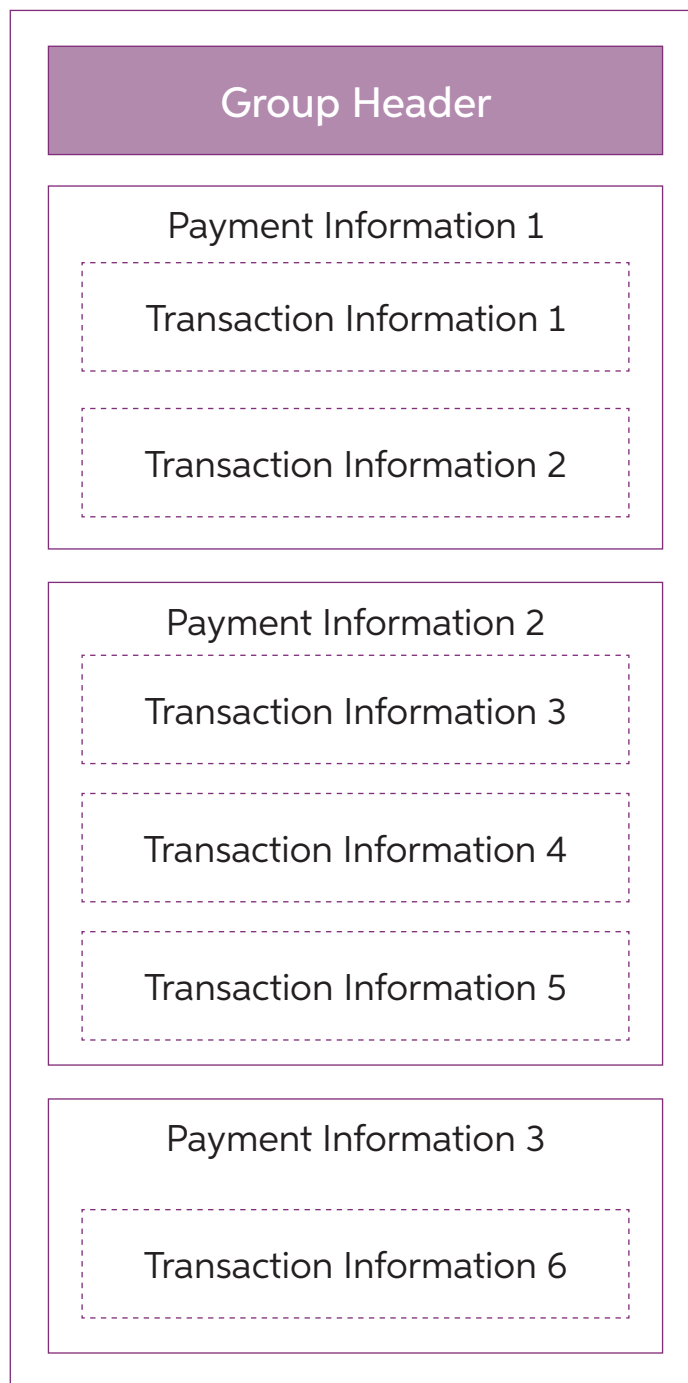 Group Header
Payment Information 1
Transaction Information 1
Transaction Information 2
Payment Information 2
Transaction Information 3
Transaction Information 4
Transaction Information 5
Payment Information 3
Transaction Information 6